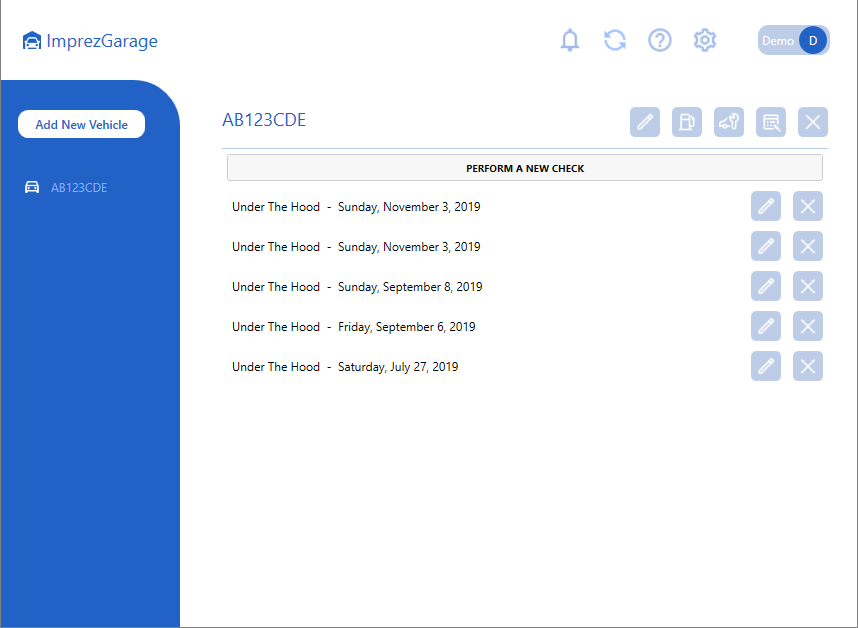 ImprezGarage
Demo D
Add New Vehicle
AB123CDE
AB123CDE
PERFORM A NEW CHECK
Under The Hood - Sunday, November 3, 2019
Under The Hood - Sunday, November 3, 2019
Under The Hood - Sunday, September 8, 2019
Under The Hood - Friday, September 6, 2019
Under The Hood - Saturday, July 27, 2019